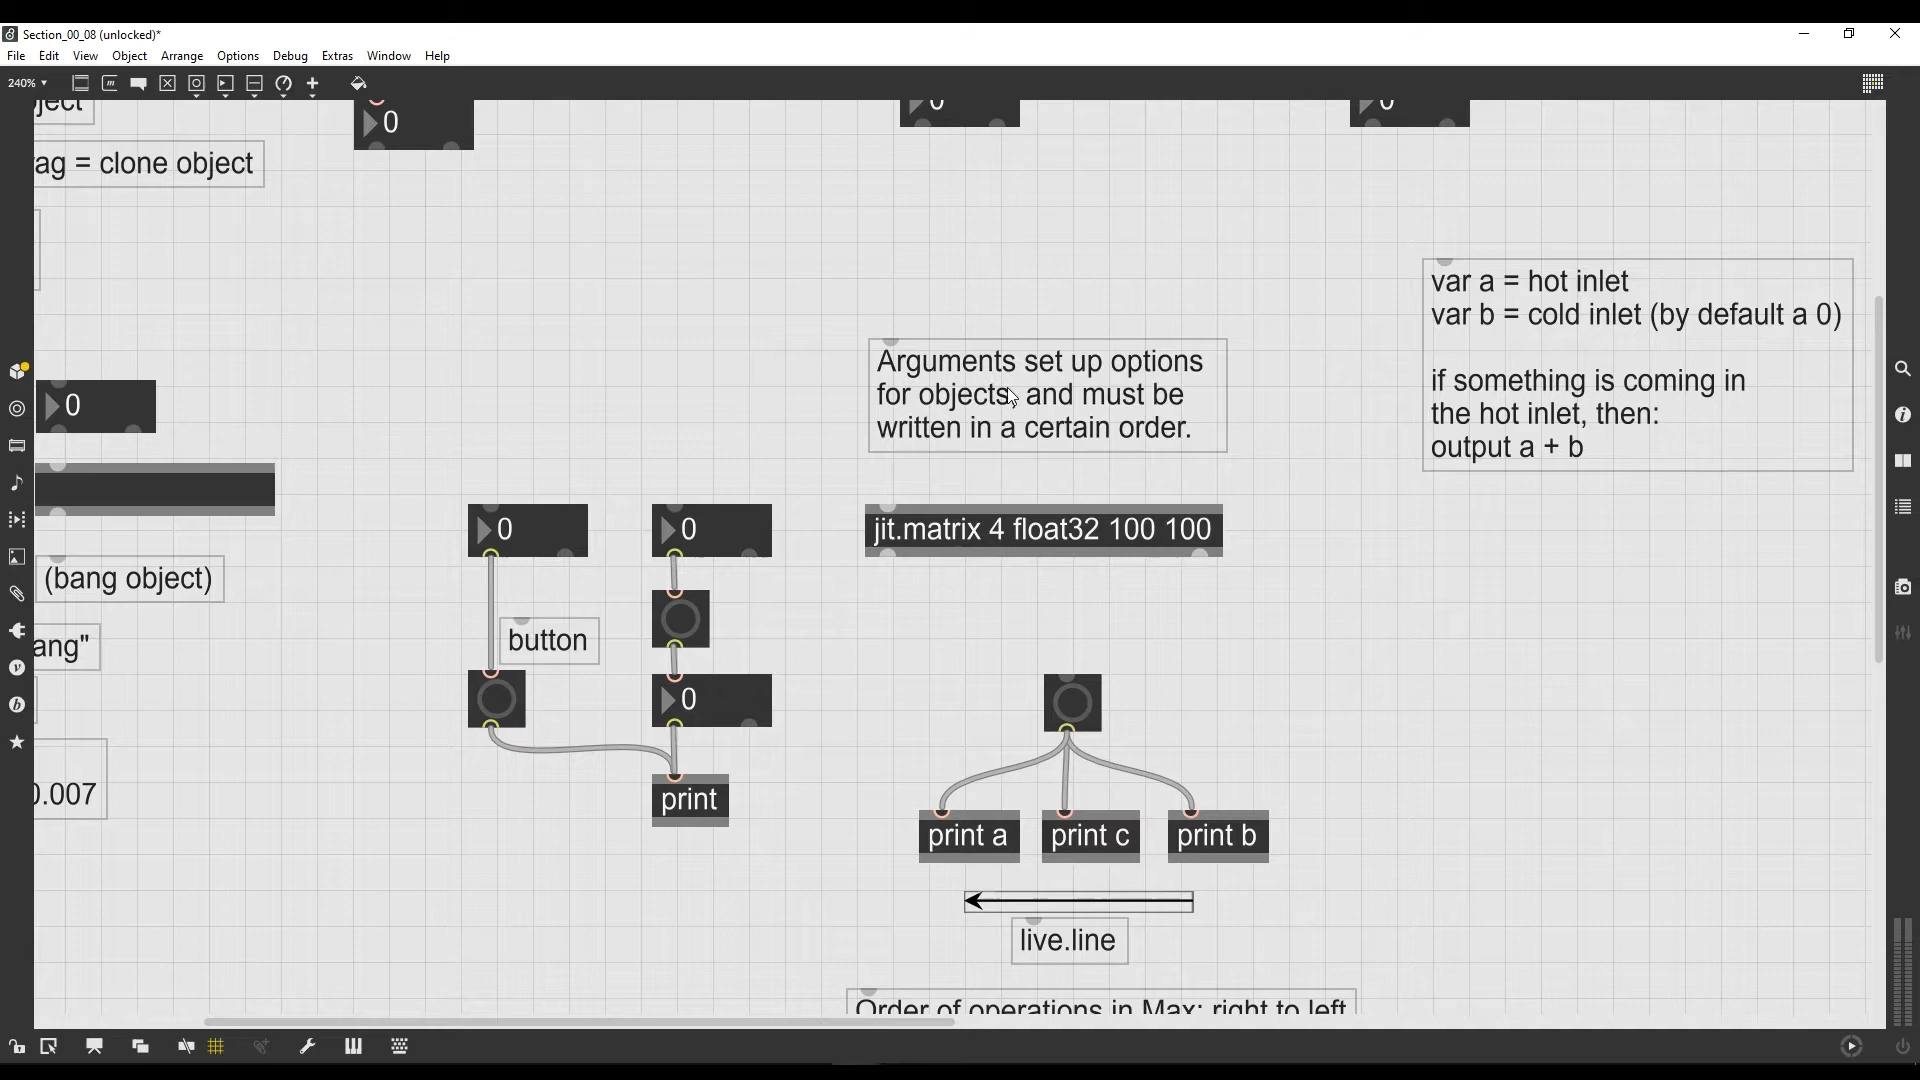 Section_00_08 (unlocked)*
File Edit View Object Arrange Options Debug Extras Window Help
240%
0
0
0
clone object
=
0
(bang object)
0.007
0
0
button
0
print
Arguments set up options
for objects, and must be
written in a certain order.
jit.matrix 4 float32 100 100
print a
print c
print b
live.line
Order of operations in Max: right to left
var a = hot inlet
var b = cold inlet (by default a 0)
if something is coming in
the hot inlet, then:
output a + b